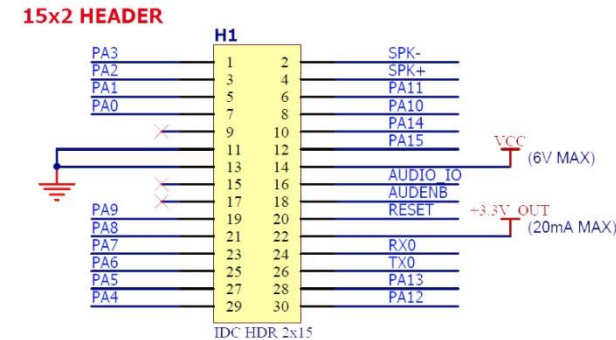 15x2 HEADER
H1
PA3 1 2 SPK-
PA2 3 4 SPK+
PA1 5 6 PA11
PA0 7 8 PA10
9 10 PA14
11 12 PA15
VCC
13 14 (6V MAX)
15 16 AUDIO_IO
17 18 AUDENB
PA9 19 20 RESET
+3.3V_OUT
PA8 21 22 (20mA MAX)
PA7 23 24 RX0
PA6 25 26 TX0
PA5 27 28 PA13
PA4 29 30 PA12
IDC HDR 2x15